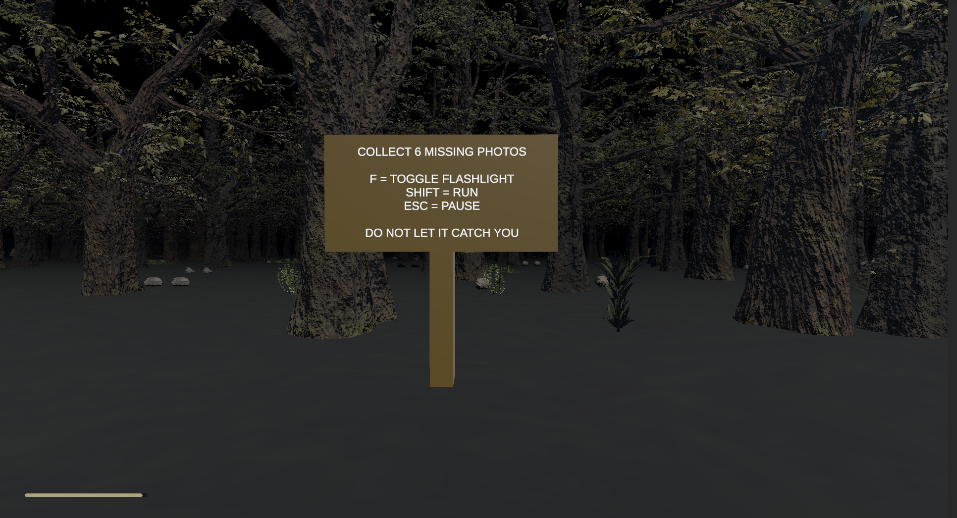 COLLECT 6 MISSING PHOTOS
F = TOGGLE FLASHLIGHT
SHIFT = RUN
ESC = PAUSE
DO NOT LET IT CATCH YOU